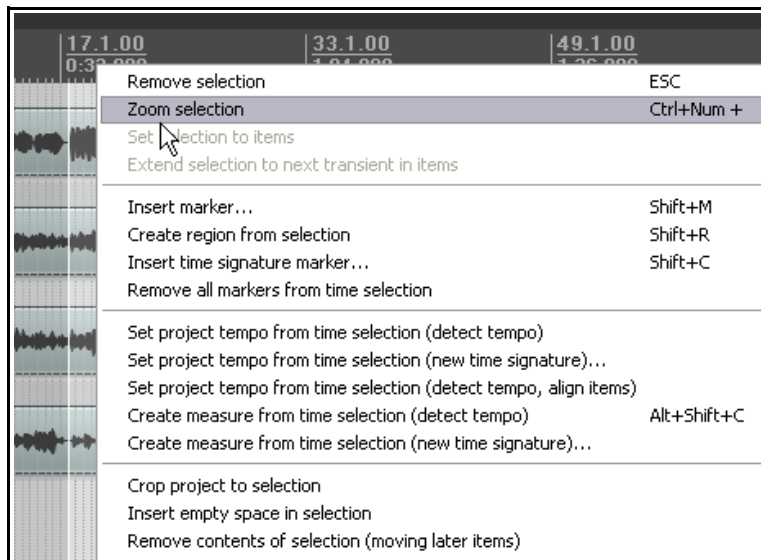 17.1.00 33.1.00 49.1.00
Remove selection ESC
Zoom selection Ctrl+Num +
Set selection to items
Extend selection to next transient in items
Insert marker... Shift+M
Create region from selection Shift+R
Insert time signature marker... Shift+C
Remove all markers from time selection
Set project tempo from time selection (detect tempo)
Set project tempo from time selection (new time signature)...
Set project tempo from time selection (detect tempo, align items)
Create measure from time selection (detect tempo) Alt+Shift+C
Create measure from time selection (new time signature)...
Crop project to selection
Insert empty space in selection
Remove contents of selection (moving later items)